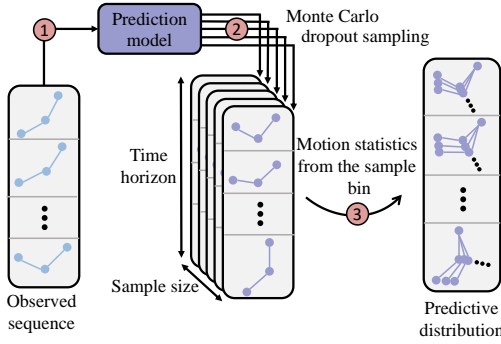 1
Prediction
model
2
Monte Carlo
dropout sampling
Time
horizon
Motion statistics
from the sample
bin
3
Sample size
Observed
sequence
Predictive
distribution